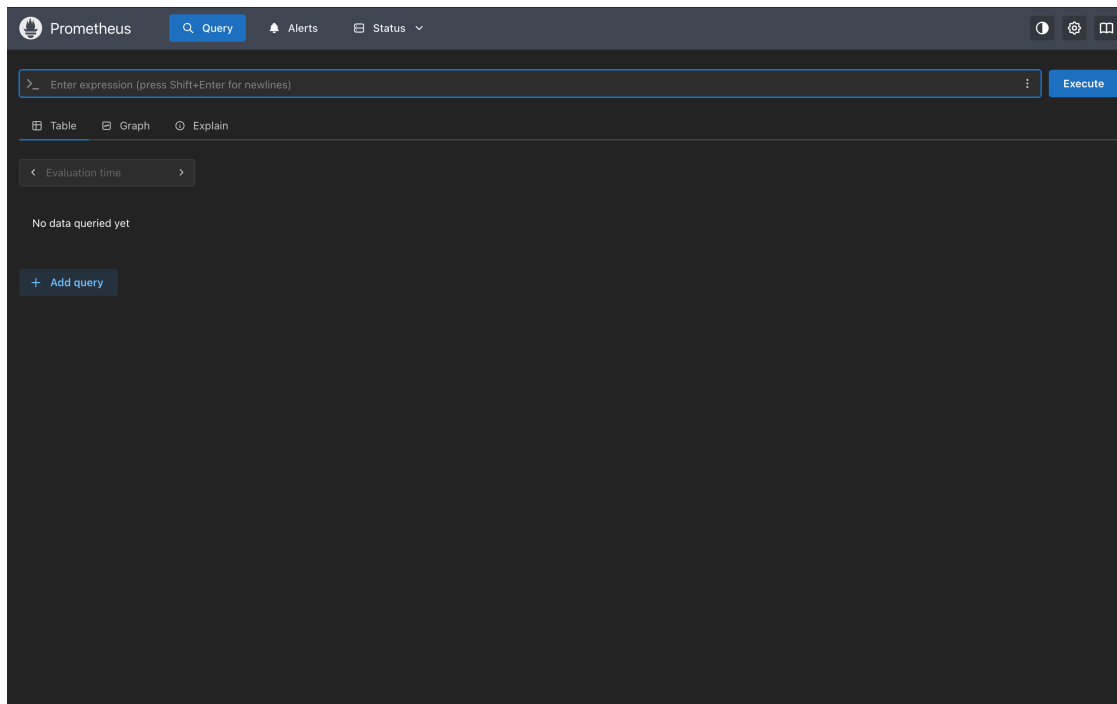 Prometheus Query Alerts Status
Enter expression (press Shift+Enter for newlines) Execute
Table Graph Explain
Evaluation time
No data queried yet
+ Add query